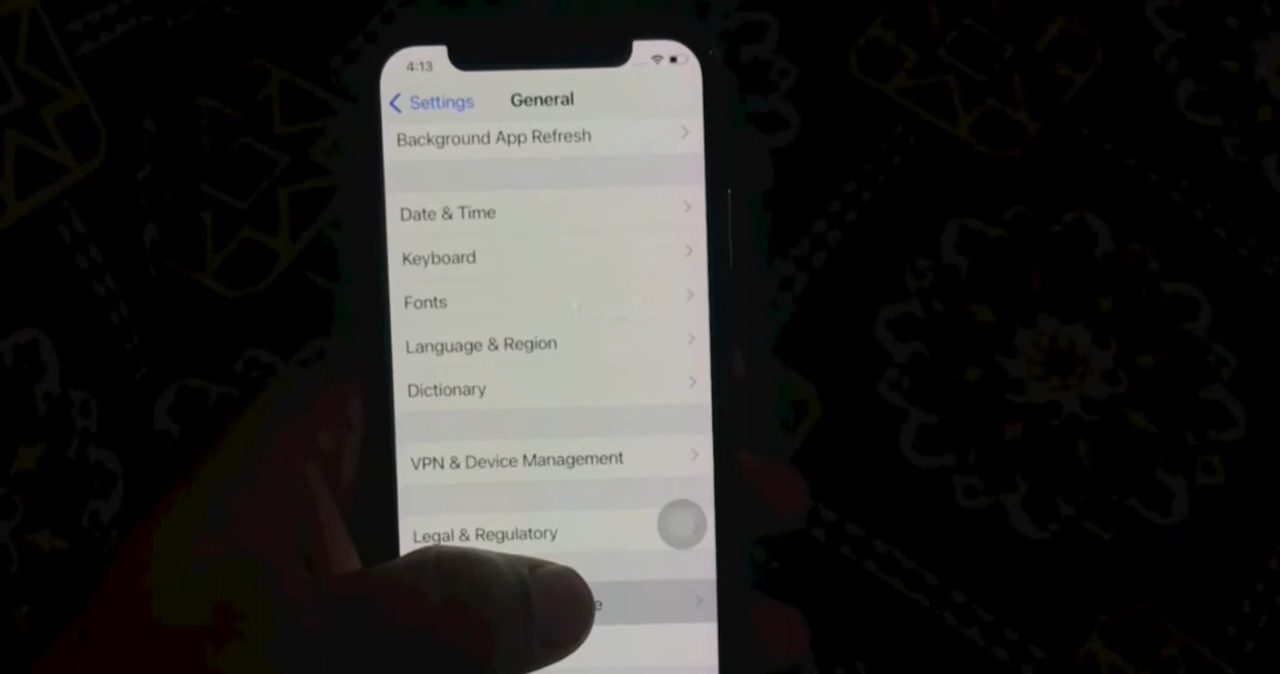 4:13
Settings
General
Background App Refresh
Date & Time
Keyboard
Fonts
Language & Region
Dictionary
VPN & Device Management
Legal & Regulatory